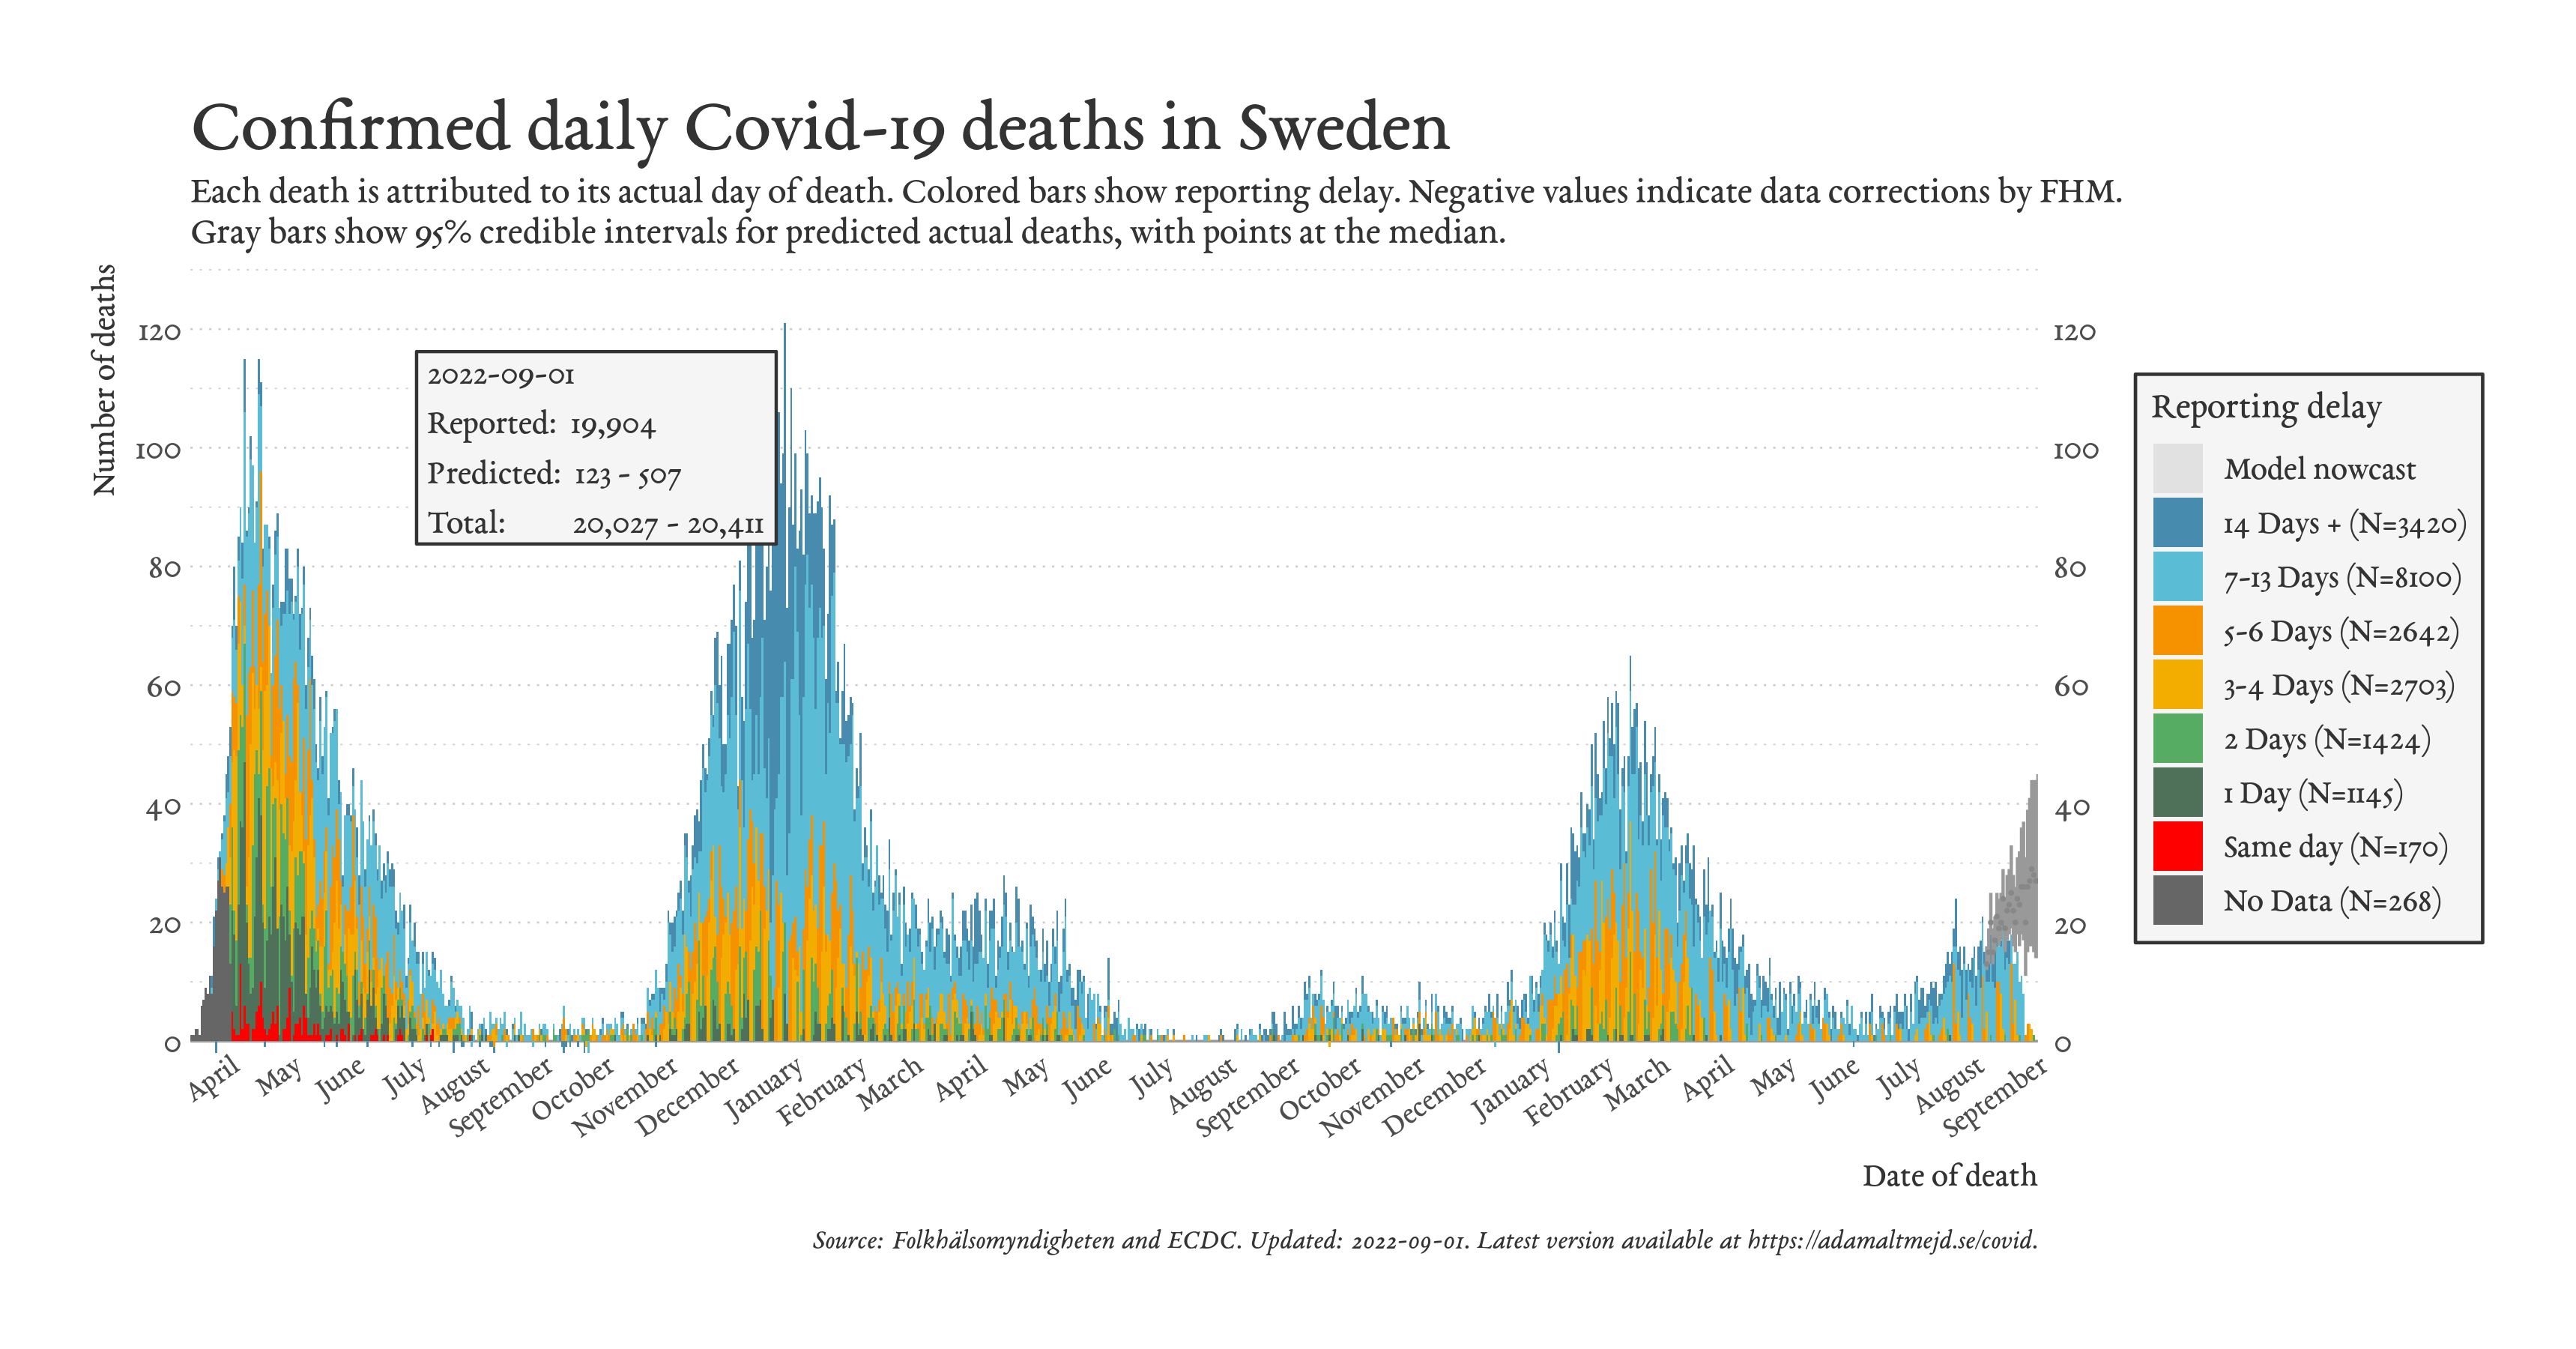 Confirmed daily Covid-19 deaths in Sweden
Each death is attributed to its actual day of death. Colored bars show reporting delay. Negative values indicate data corrections by FHM.
Gray bars show 95% credible intervals for predicted actual deaths, with points at the median.
Number of deaths
120
100
80
60
40
20
0
2022-09-01
Reported: 19,904
Predicted: 123 - 507
Total: 20,027 - 20,411
120
100
80
60
40
20
0
Reporting delay
Model nowcast
14 Days + (N=3420)
7-13 Days (N=8100)
5-6 Days (N=2642)
3-4 Days (N=2703)
2 Days (N=1424)
1 Day (N=1145)
Same day (N=170)
No Data (N=268)
April
May
June
July
August
September
October
November
December
January
February
March
April
May
June
July
August
September
October
November
December
January
February
March
April
May
June
July
August
September
Date of death
Source: Folkhälsomyndigheten and ECDC. Updated: 2022-09-01. Latest version available at https://adamaltmejd.se/covid.